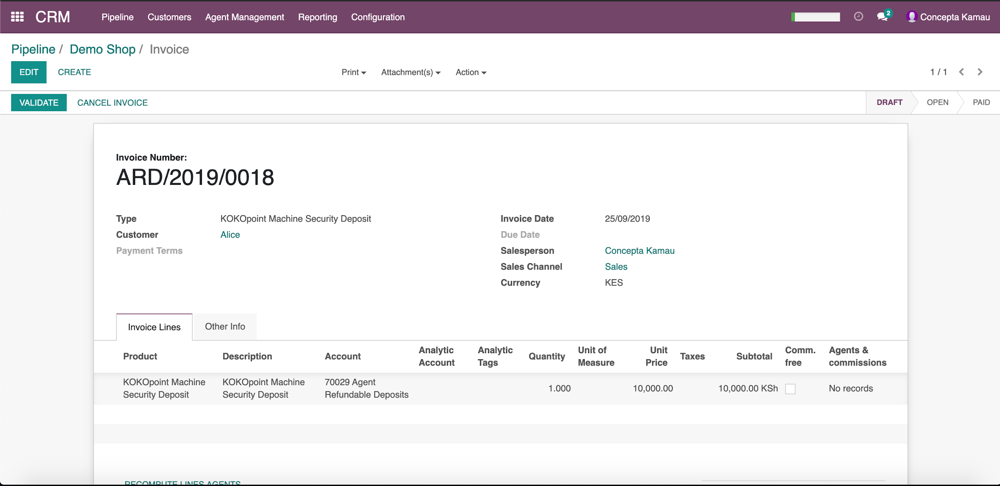 CRM Pipeline Customers Agent Management Reporting Configuration 2 Concepta Kamau
Pipeline / Demo Shop / Invoice
EDIT CREATE Print Attachment(s) Action 1 / 1
VALIDATE CANCEL INVOICE DRAFT OPEN PAID
Invoice Number:
ARD/2019/0018
Type KOKOpoint Machine Security Deposit
Customer Alice
Payment Terms
Invoice Date 25/09/2019
Due Date
Salesperson Concepta Kamau
Sales Channel Sales
Currency KES
Invoice Lines Other Info
Product Description Account Analytic Account Analytic Tags Quantity Unit of Measure Unit Price Taxes Subtotal Comm. free Agents & commissions
KOKOpoint Machine Security Deposit KOKOpoint Machine Security Deposit 70029 Agent Refundable Deposits 1.000 10,000.00 10,000.00 KSh No records
RECOMPUTE LINES AGENTS